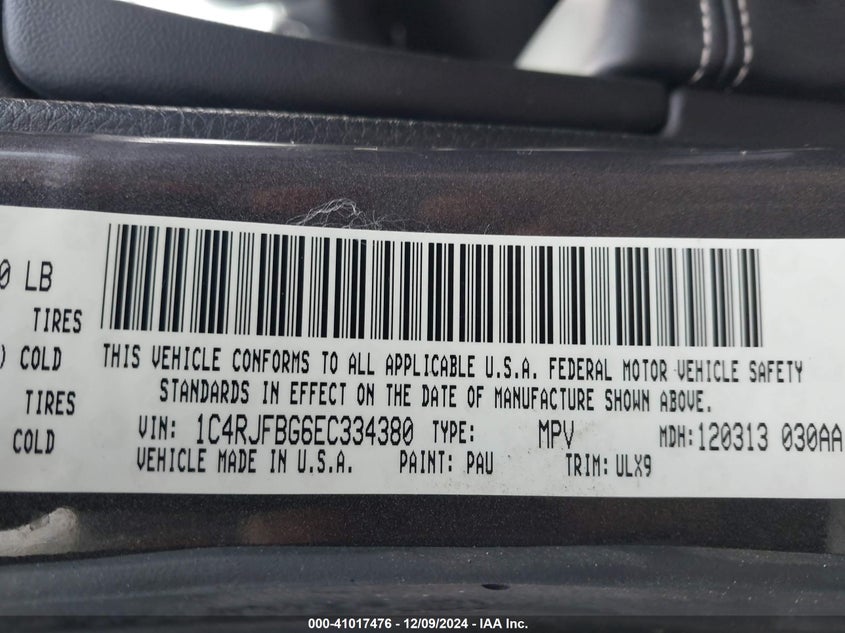 0 LB
TIRES
) COLD
TIRES
COLD
THIS VEHICLE CONFORMS TO ALL APPLICABLE U.S.A. FEDERAL MOTOR VEHICLE SAFETY
STANDARDS IN EFFECT ON THE DATE OF MANUFACTURE SHOWN ABOVE.
VIN: 1C4RJFBG6EC334380 TYPE: MPV MDH:120313 030AA
VEHICLE MADE IN U.S.A. PAINT: PAU TRIM: ULX9
000-41017476 - 12/09/2024 - IAA Inc.